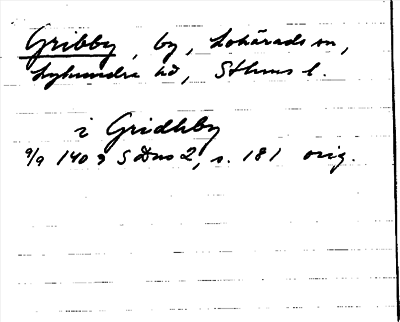 Gribby, by, Lohärads sn,
Lyhundra hd, Sthms l.
i Gridhby
9/9 1409 SDns 2, s. 181 orig.